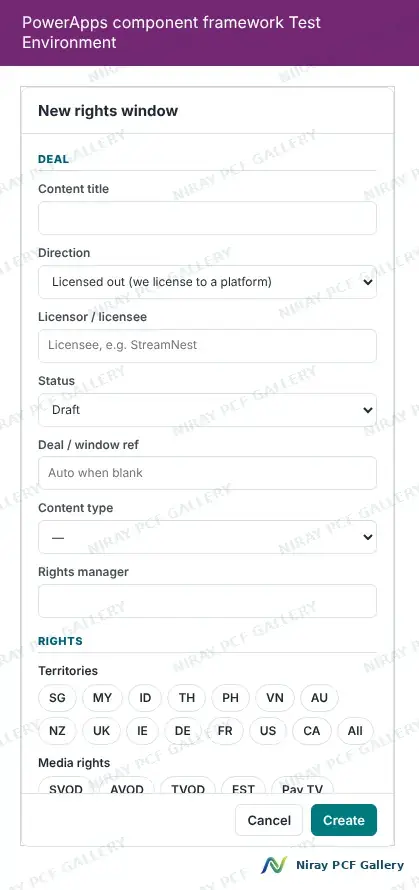 PowerApps component framework Test
Environment
New rights window
DEAL
Content title
Direction
Licensed out (we license to a platform)
Licensor / licensee
Licensee, e.g. StreamNest
Status
Draft
Deal / window ref
Auto when blank
Content type
—
Rights manager
RIGHTS
Territories
SG MY ID TH PH VN AU
NZ UK IE DE FR US CA All
Media rights
SVOD AVOD TVOD EST Pay TV
Cancel Create
Niray PCF Gallery
NIRAY PCF GALLERY